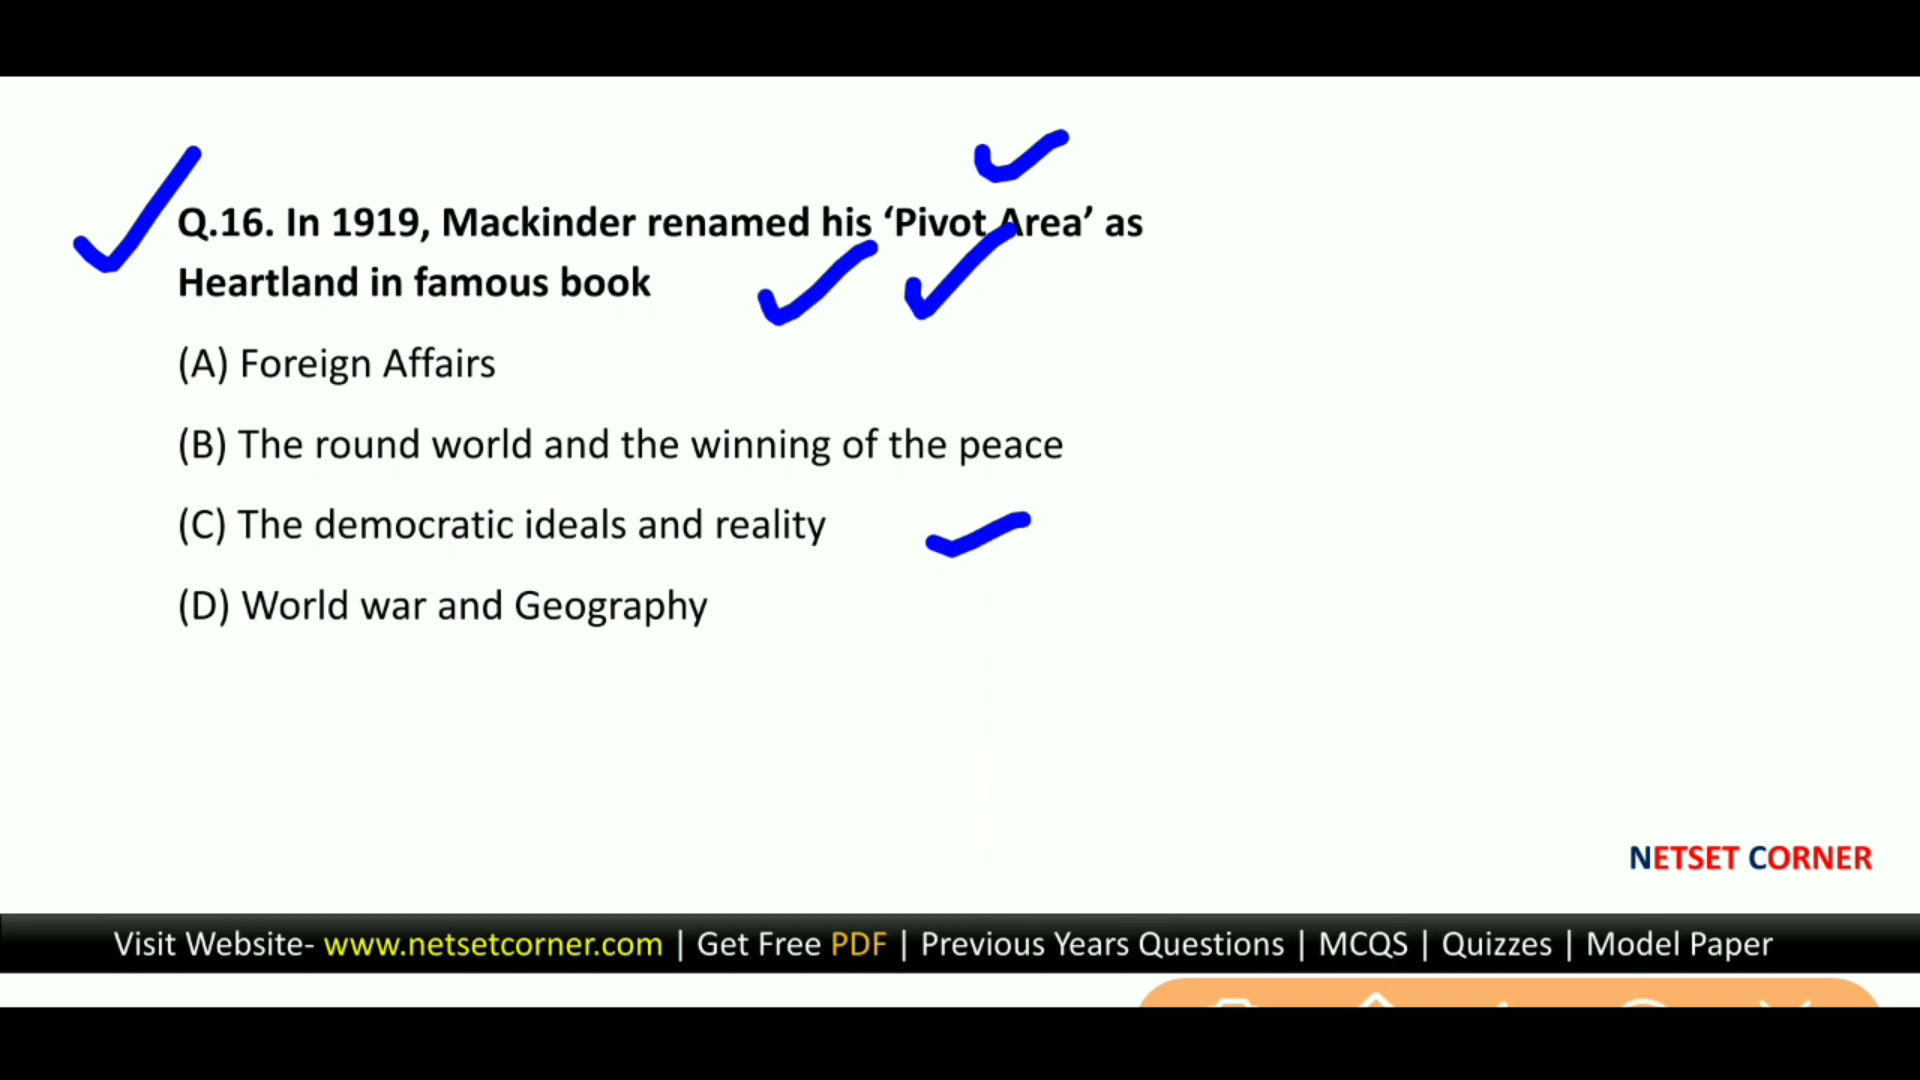 Q.16. In 1919, Mackinder renamed his ‘Pivot Area’ as
Heartland in famous book
(A) Foreign Affairs
(B) The round world and the winning of the peace
(C) The democratic ideals and reality
(D) World war and Geography
NETSET CORNER
Visit Website- www.netsetcorner.com | Get Free PDF | Previous Years Questions | MCQS | Quizzes | Model Paper